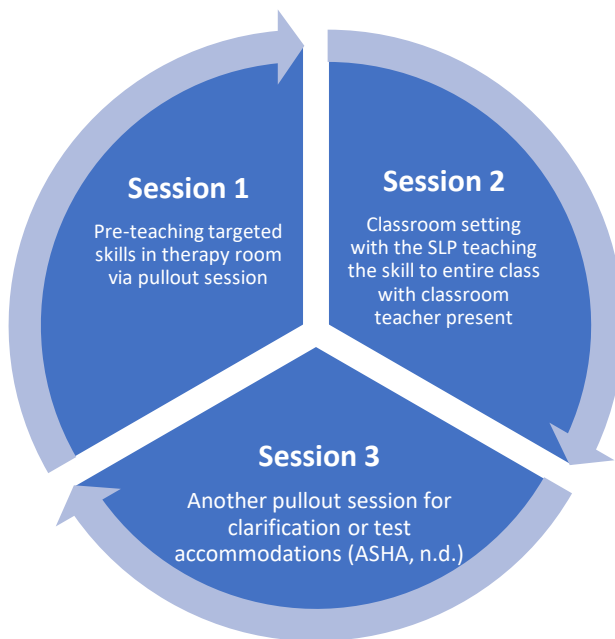 Session 1
Pre-teaching targeted
skills in therapy room
via pullout session
Session 2
Classroom setting
with the SLP teaching
the skill to entire class
with classroom
teacher present
Session 3
Another pullout session for
clarification or test
accommodations (ASHA, n.d.)